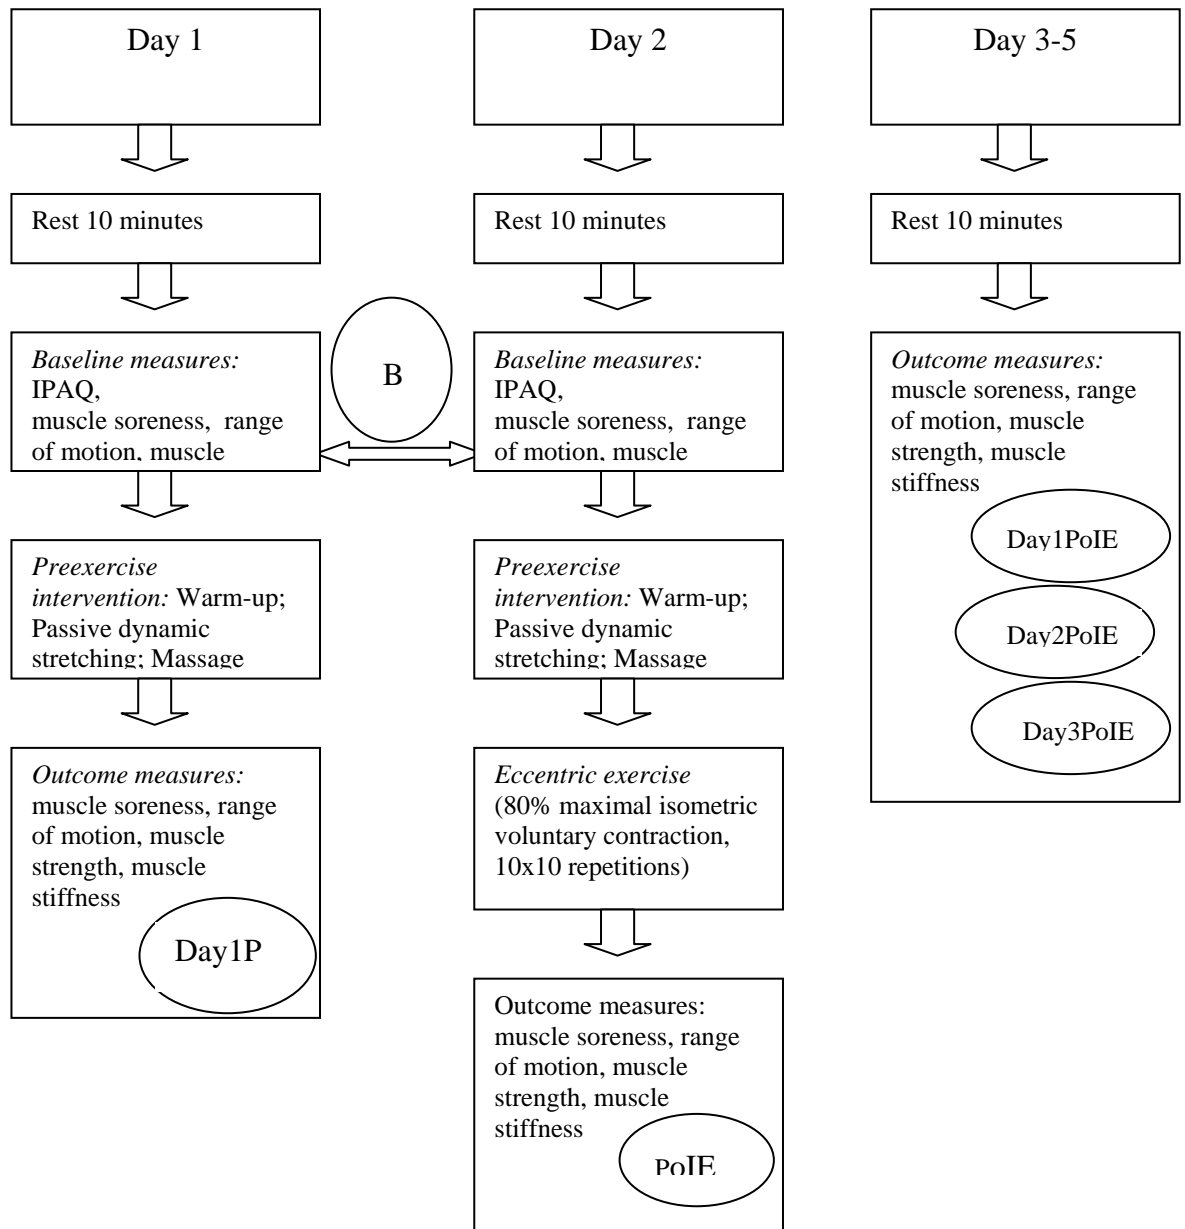 Day 1
Rest 10 minutes
Baseline measures:
IPAQ,
muscle soreness, range
of motion, muscle
Preexercise
intervention: Warm-up;
Passive dynamic
stretching; Massage
Outcome measures:
muscle soreness, range
of motion, muscle
strength, muscle
stiffness
Day1P
B
Day 2
Rest 10 minutes
Baseline measures:
IPAQ,
muscle soreness, range
of motion, muscle
Preexercise
intervention: Warm-up;
Passive dynamic
stretching; Massage
Eccentric exercise
(80% maximal isometric
voluntary contraction,
10x10 repetitions)
Outcome measures:
muscle soreness, range
of motion, muscle
strength, muscle
stiffness
PoIE
Day 3-5
Rest 10 minutes
Outcome measures:
muscle soreness, range
of motion, muscle
strength, muscle
stiffness
Day1PoIE
Day2PoIE
Day3PoIE